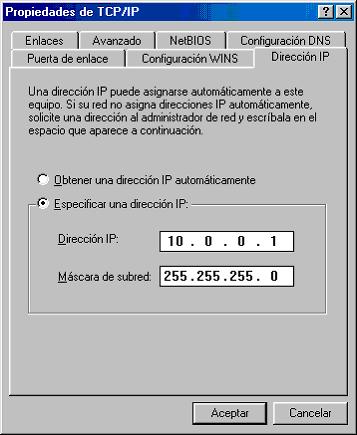 Propiedades de TCP/IP
Enlaces Avanzado NetBIOS Configuración DNS
Puerta de enlace Configuración WINS Dirección IP
Una dirección IP puede asignarse automáticamente a este
equipo. Si su red no asigna direcciones IP automáticamente,
solicite una dirección al administrador de red y escríbala en el
espacio que aparece a continuación.
Obtener una dirección IP automáticamente
Especificar una dirección IP:
Dirección IP: 10 . 0 . 0 . 1
Máscara de subred: 255.255.255. 0
Aceptar Cancelar